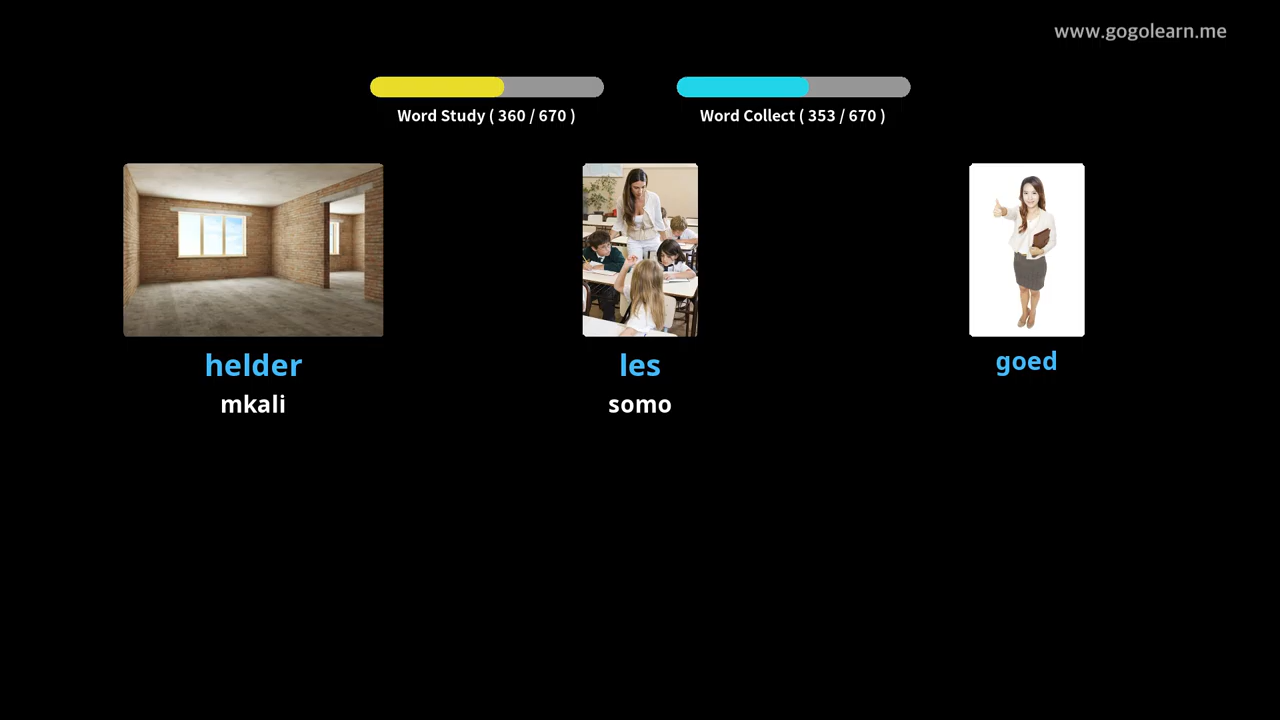 www.gogolearn.me
Word Study ( 360 / 670 )
Word Collect ( 353 / 670 )
helder
les
goed
mkali
somo